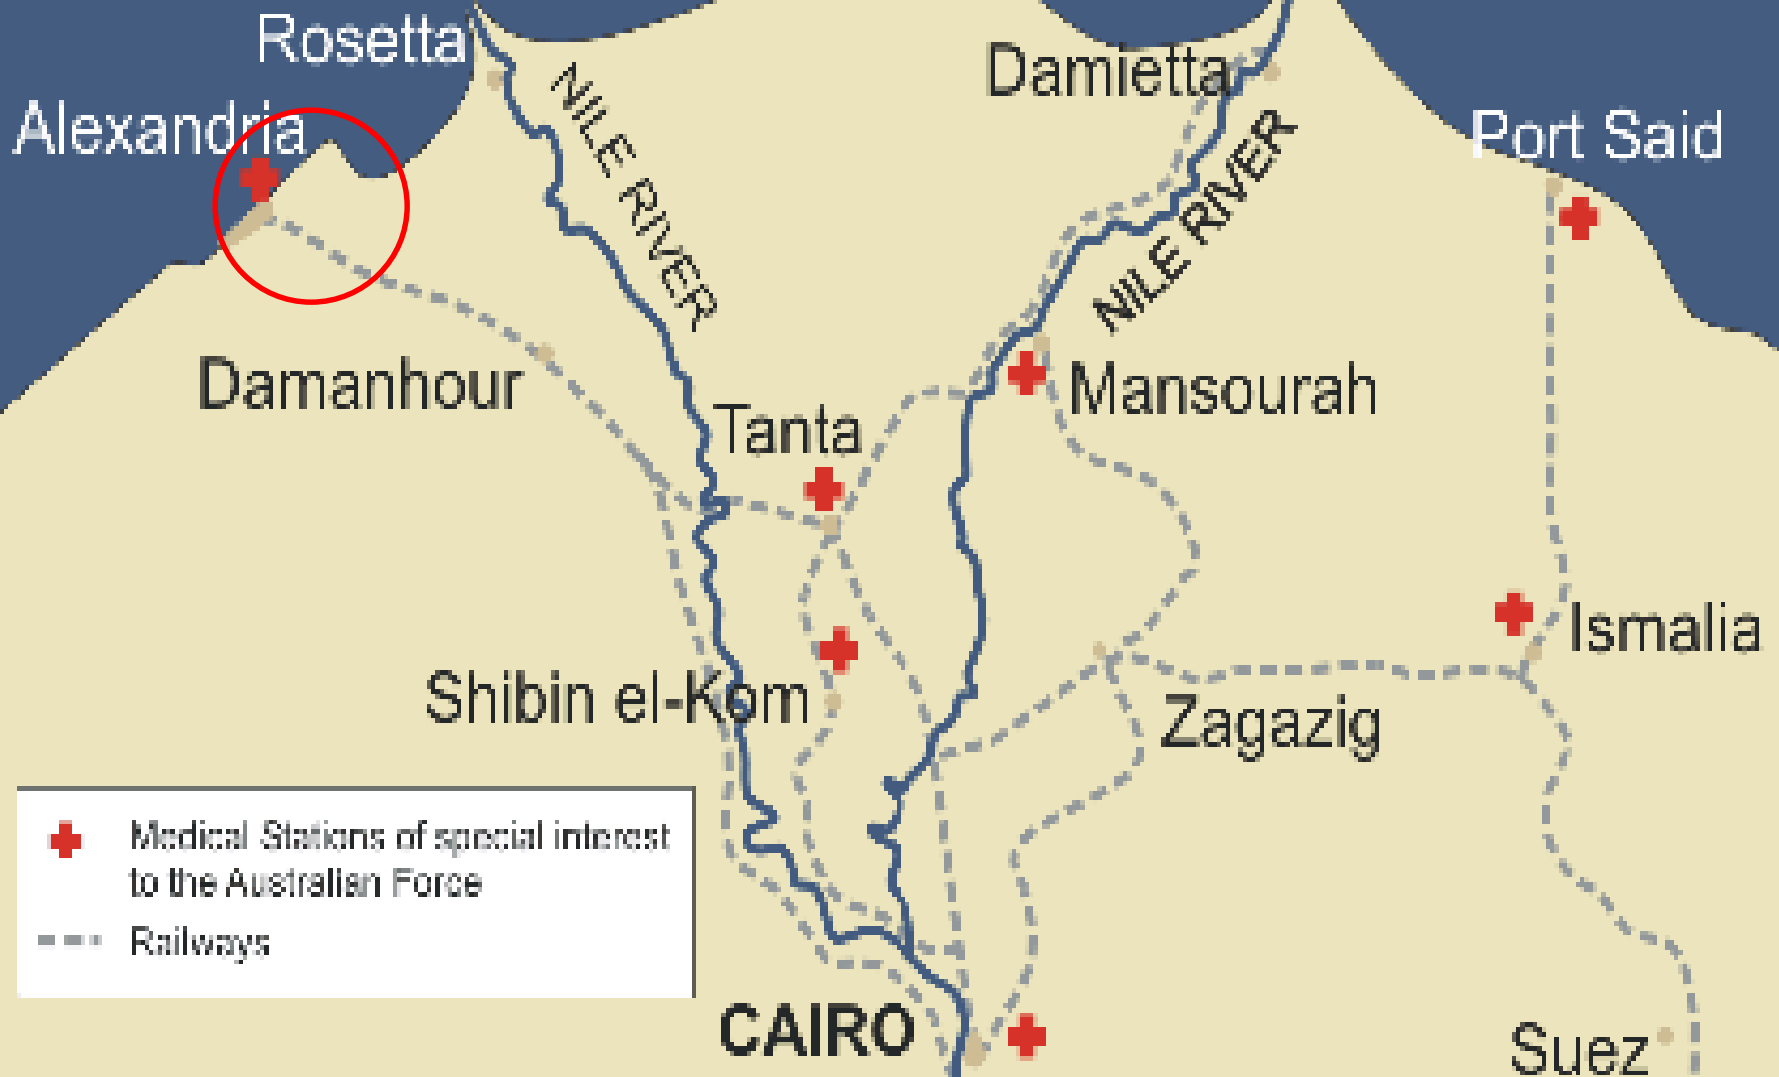 Rosetta
Damietta
Alexandria
Port Said
NILE RIVER
NILE RIVER
Damanhour
Mansourah
Tanta
Ismalia
Shibin el-Kom
Zagazig
Medical Stations of special interest
to the Australian Force
Railways
CAIRO
Suez